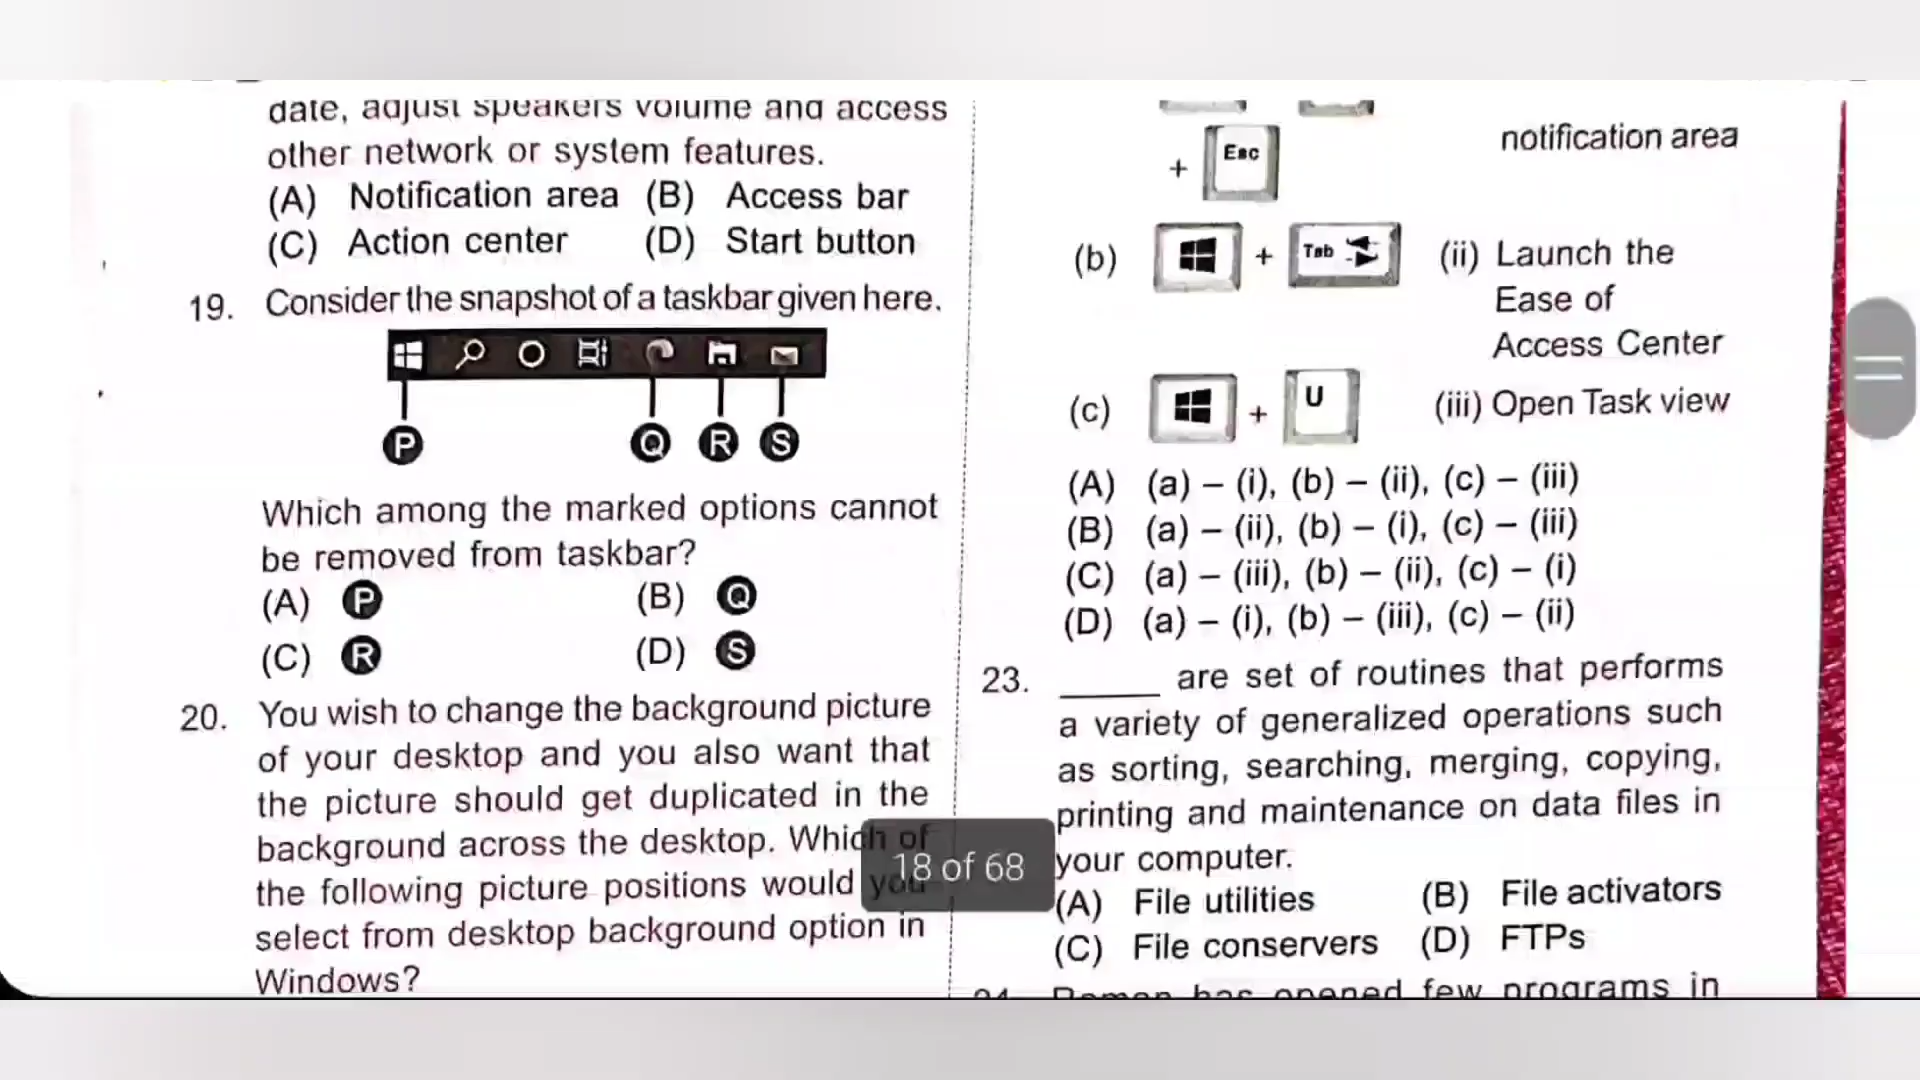 date, adjust speakers volume and access
other network or system features.
(A) Notification area (B) Access bar
(C) Action center (D) Start button
19. Consider the snapshot of a taskbar given here.
P Q R S
Which among the marked options cannot
be removed from taskbar?
(A) P (B) Q
(C) R (D) S
20. You wish to change the background picture
of your desktop and you also want that
the picture should get duplicated in the
background across the desktop. Which of
the following picture positions would you
select from desktop background option in
Windows?
+ Esc notification area
(b) + Tab (ii) Launch the
Ease of
Access Center
(c) + U (iii) Open Task view
(A) (a) – (i), (b) – (ii), (c) – (iii)
(B) (a) – (ii), (b) – (i), (c) – (iii)
(C) (a) – (iii), (b) – (ii), (c) – (i)
(D) (a) – (i), (b) – (iii), (c) – (ii)
23. ______ are set of routines that performs
a variety of generalized operations such
as sorting, searching, merging, copying,
printing and maintenance on data files in
your computer.
(A) File utilities (B) File activators
(C) File conservers (D) FTPs
has opened few programs in
18 of 68